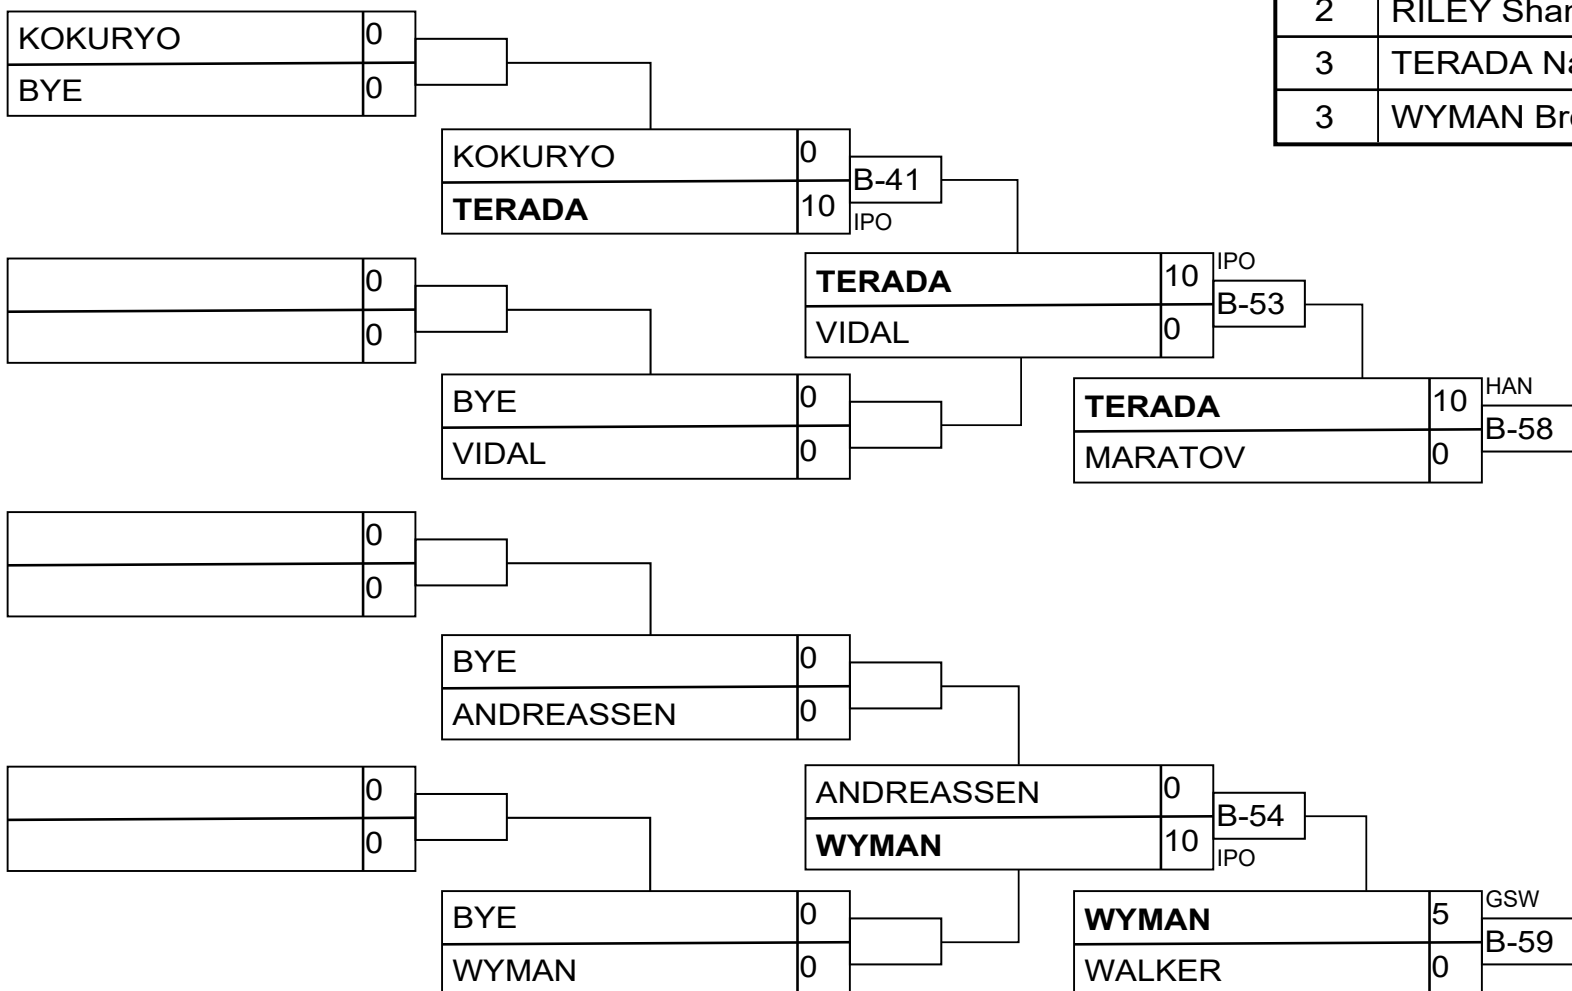 KOKURYO 0
BYE 0
2 RILEY
3 TERADA
3 WYMAN
KOKURYO 0
TERADA 10
B-41
IPO
0
0
TERADA 10
VIDAL 0
IPO
B-53
BYE 0
VIDAL 0
TERADA 10
MARATOV 0
HAN
B-58
0
0
BYE 0
ANDREASSEN 0
0
0
ANDREASSEN 0
WYMAN 10
B-54
IPO
BYE 0
WYMAN 0
WYMAN 5
WALKER 0
GSW
B-59